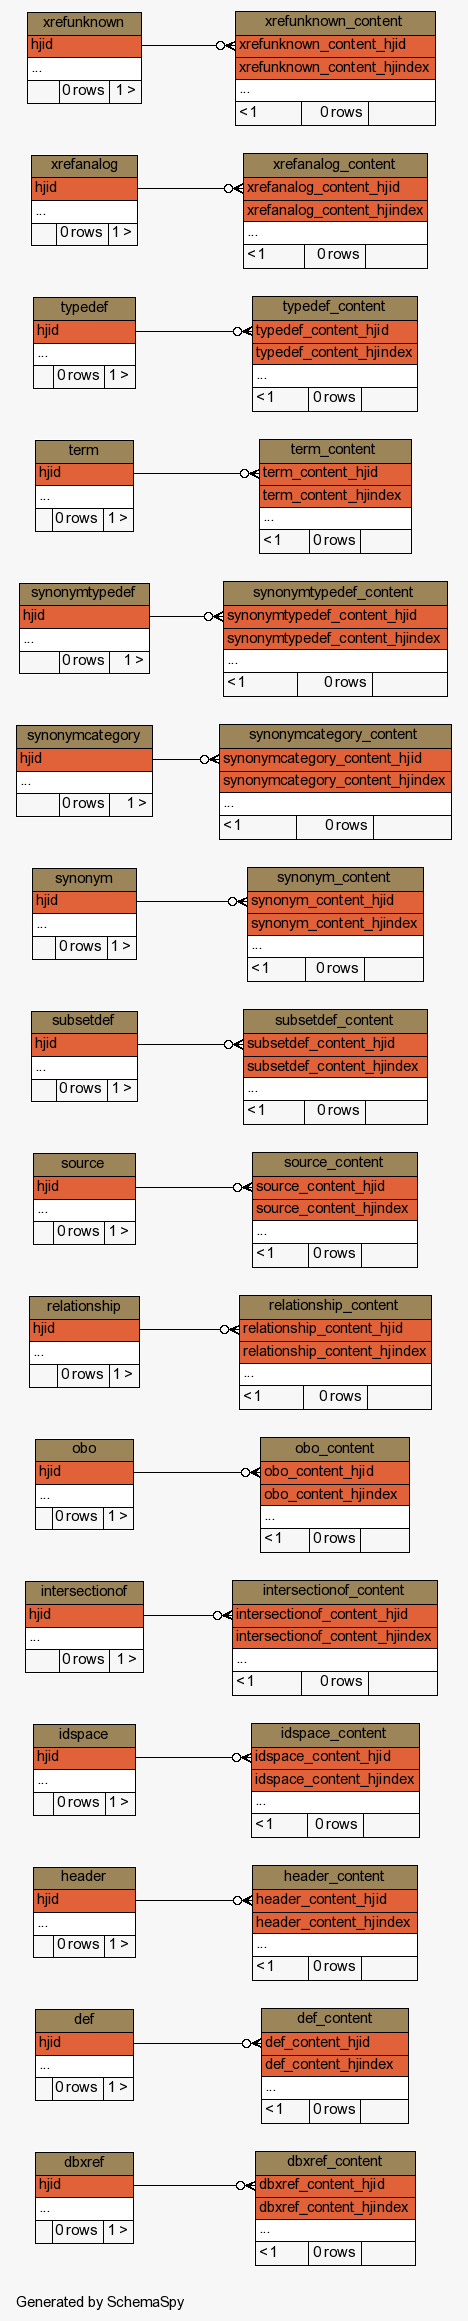 xrefunknown
hjid
...
0 rows 1 >
xrefunknown_content
xrefunknown_content_hjid
xrefunknown_content_hjindex
...
< 1 0 rows
xrefanalog
hjid
...
0 rows 1 >
xrefanalog_content
xrefanalog_content_hjid
xrefanalog_content_hjindex
...
< 1 0 rows
typedef
hjid
...
0 rows 1 >
typedef_content
typedef_content_hjid
typedef_content_hjindex
...
< 1 0 rows
term
hjid
...
0 rows 1 >
term_content
term_content_hjid
term_content_hjindex
...
< 1 0 rows
synonymtypedef
hjid
...
0 rows 1 >
synonymtypedef_content
synonymtypedef_content_hjid
synonymtypedef_content_hjindex
...
< 1 0 rows
synonymcategory
hjid
...
0 rows 1 >
synonymcategory_content
synonymcategory_content_hjid
synonymcategory_content_hjindex
...
< 1 0 rows
synonym
hjid
...
0 rows 1 >
synonym_content
synonym_content_hjid
synonym_content_hjindex
...
< 1 0 rows
subsetdef
hjid
...
0 rows 1 >
subsetdef_content
subsetdef_content_hjid
subsetdef_content_hjindex
...
< 1 0 rows
source
hjid
...
0 rows 1 >
source_content
source_content_hjid
source_content_hjindex
...
< 1 0 rows
relationship
hjid
...
0 rows 1 >
relationship_content
relationship_content_hjid
relationship_content_hjindex
...
< 1 0 rows
obo
hjid
...
0 rows 1 >
obo_content
obo_content_hjid
obo_content_hjindex
...
< 1 0 rows
intersectionof
hjid
...
0 rows 1 >
intersectionof_content
intersectionof_content_hjid
intersectionof_content_hjindex
...
< 1 0 rows
idspace
hjid
...
0 rows 1 >
idspace_content
idspace_content_hjid
idspace_content_hjindex
...
< 1 0 rows
header
hjid
...
0 rows 1 >
header_content
header_content_hjid
header_content_hjindex
...
< 1 0 rows
def
hjid
...
0 rows 1 >
def_content
def_content_hjid
def_content_hjindex
...
< 1 0 rows
dbxref
hjid
...
0 rows 1 >
dbxref_content
dbxref_content_hjid
dbxref_content_hjindex
...
< 1 0 rows
Generated by SchemaSpy